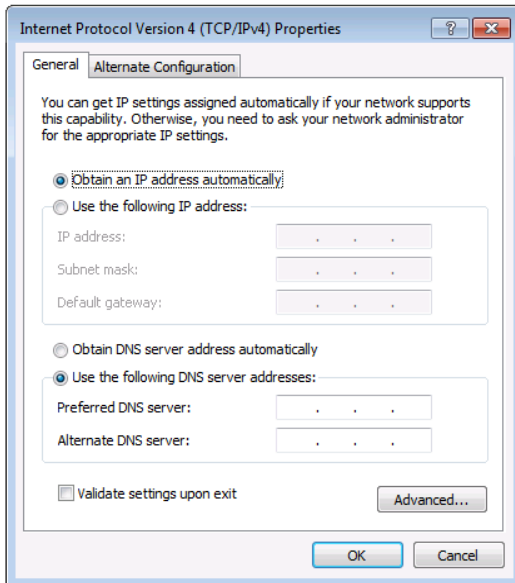 Internet Protocol Version 4 (TCP/IPv4) Properties
General
Alternate Configuration
You can get IP settings assigned automatically if your network supports
this capability. Otherwise, you need to ask your network administrator
for the appropriate IP settings.
Obtain an IP address automatically
Use the following IP address:
IP address:
. . .
Subnet mask:
. . .
Default gateway:
. . .
Obtain DNS server address automatically
Use the following DNS server addresses:
Preferred DNS server:
. . .
Alternate DNS server:
. . .
Validate settings upon exit
Advanced...
OK
Cancel